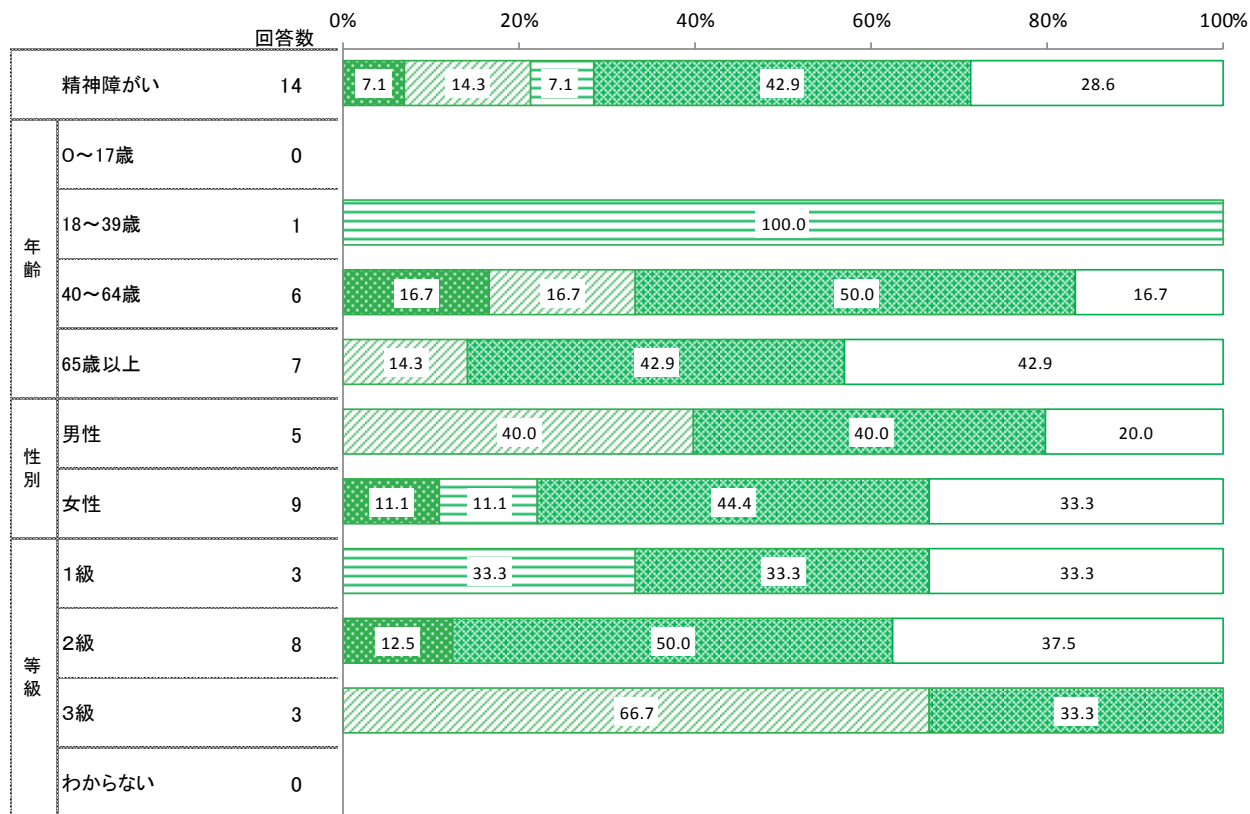 0% 20% 40% 60% 80% 100%
回答数
精神障がい 14 7.1 14.3 7.1 42.9 28.6
年齢
0～17歳 0
18～39歳 1 100.0
40～64歳 6 16.7 16.7 50.0 16.7
65歳以上 7 14.3 42.9 42.9
性別
男性 5 40.0 40.0 20.0
女性 9 11.1 11.1 44.4 33.3
等級
1級 3 33.3 33.3 33.3
2級 8 12.5 50.0 37.5
3級 3 66.7 33.3
わからない 0